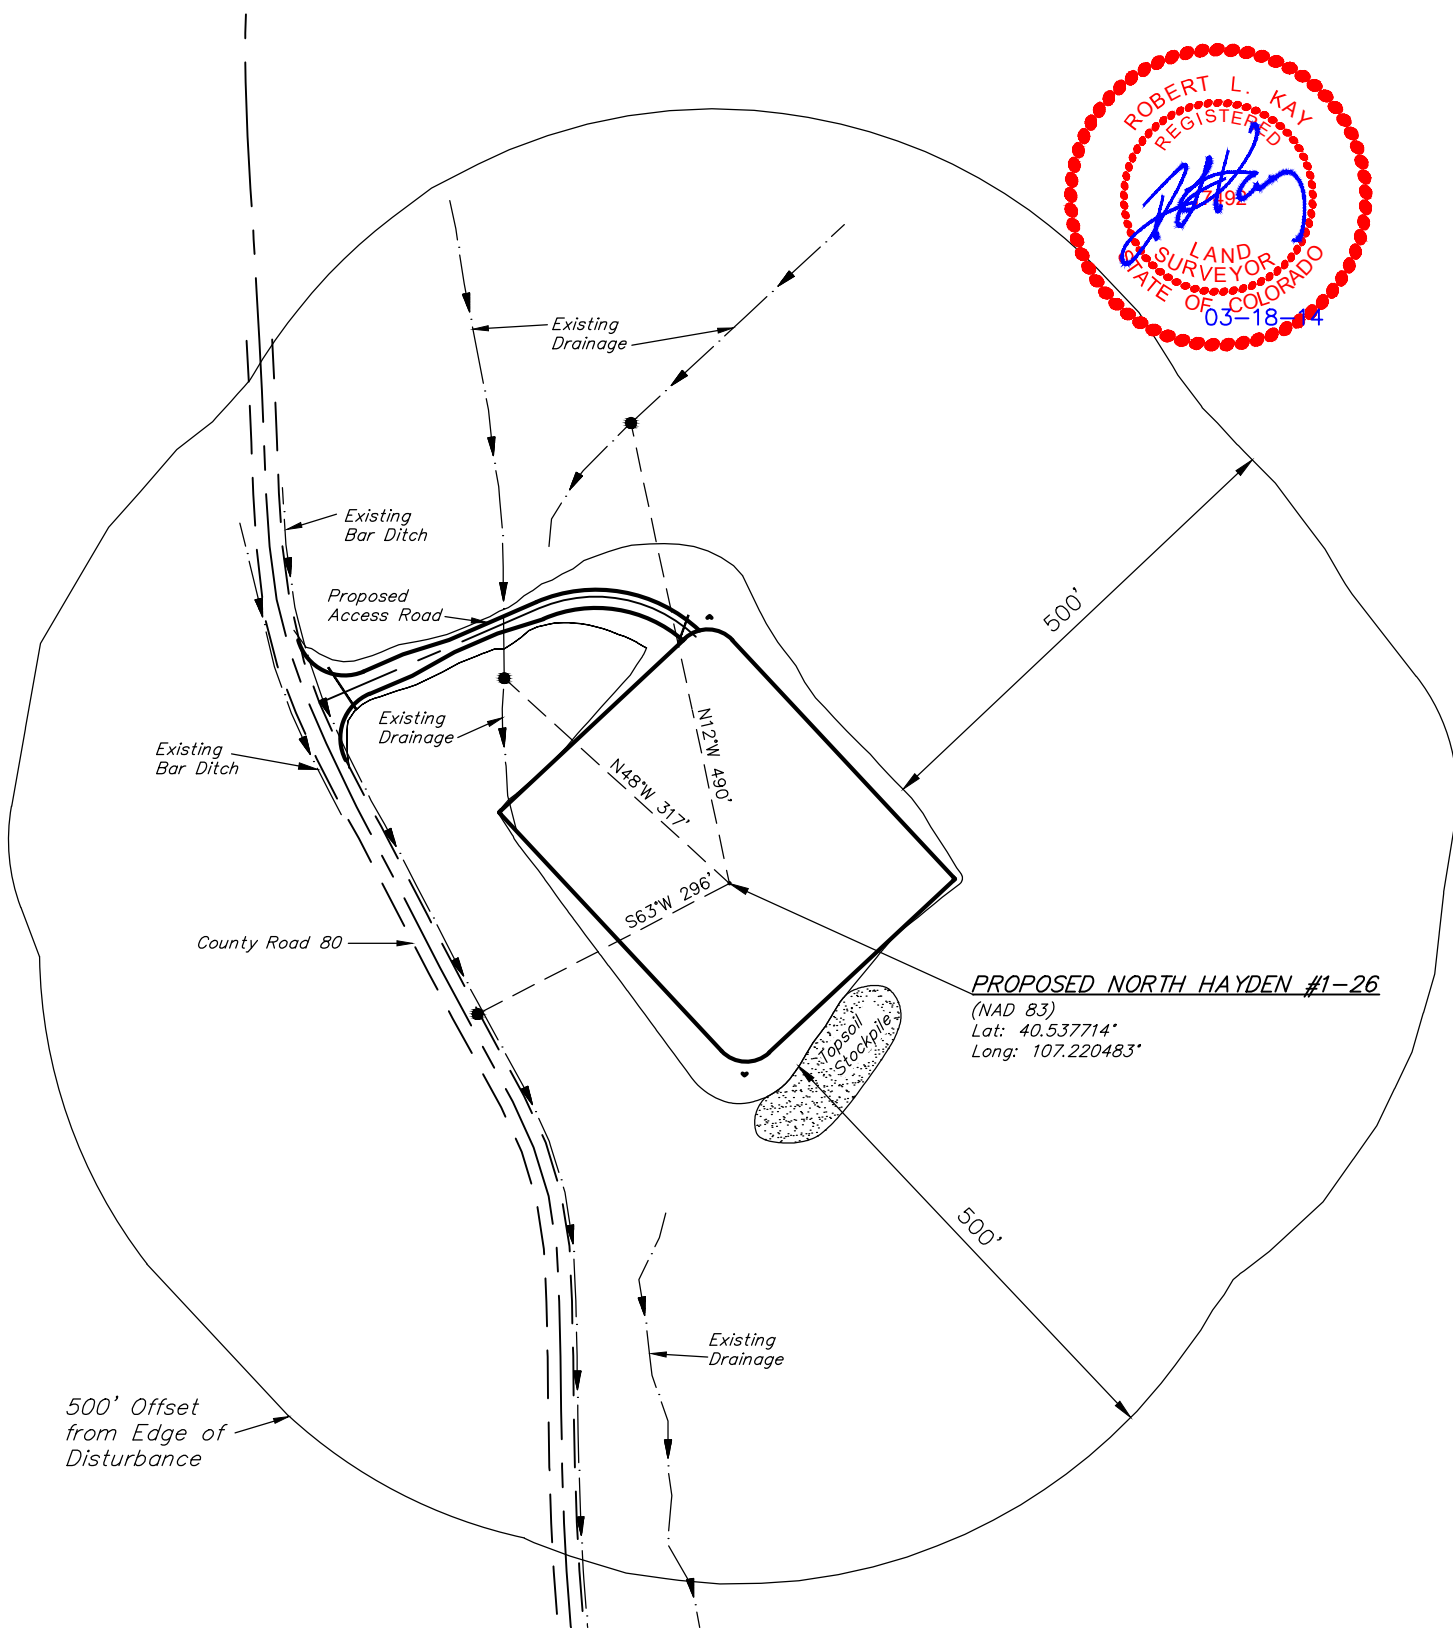 ROBERT L. KAY
REGISTERED
LAND
SURVEYOR
STATE OF COLORADO
03-18-14
Existing
Drainage
Existing
Bar Ditch
Proposed
Access Road
500'
Existing
Drainage
Existing
Bar Ditch
N12°W 490'
N48°W 317'
S63°W 296'
County Road 80
PROPOSED NORTH HAYDEN #1-26
(NAD 83)
Lat: 40.537714°
Long: 107.220483°
Topsoil
Stockpile
500'
Existing
Drainage
500' Offset
from Edge of
Disturbance